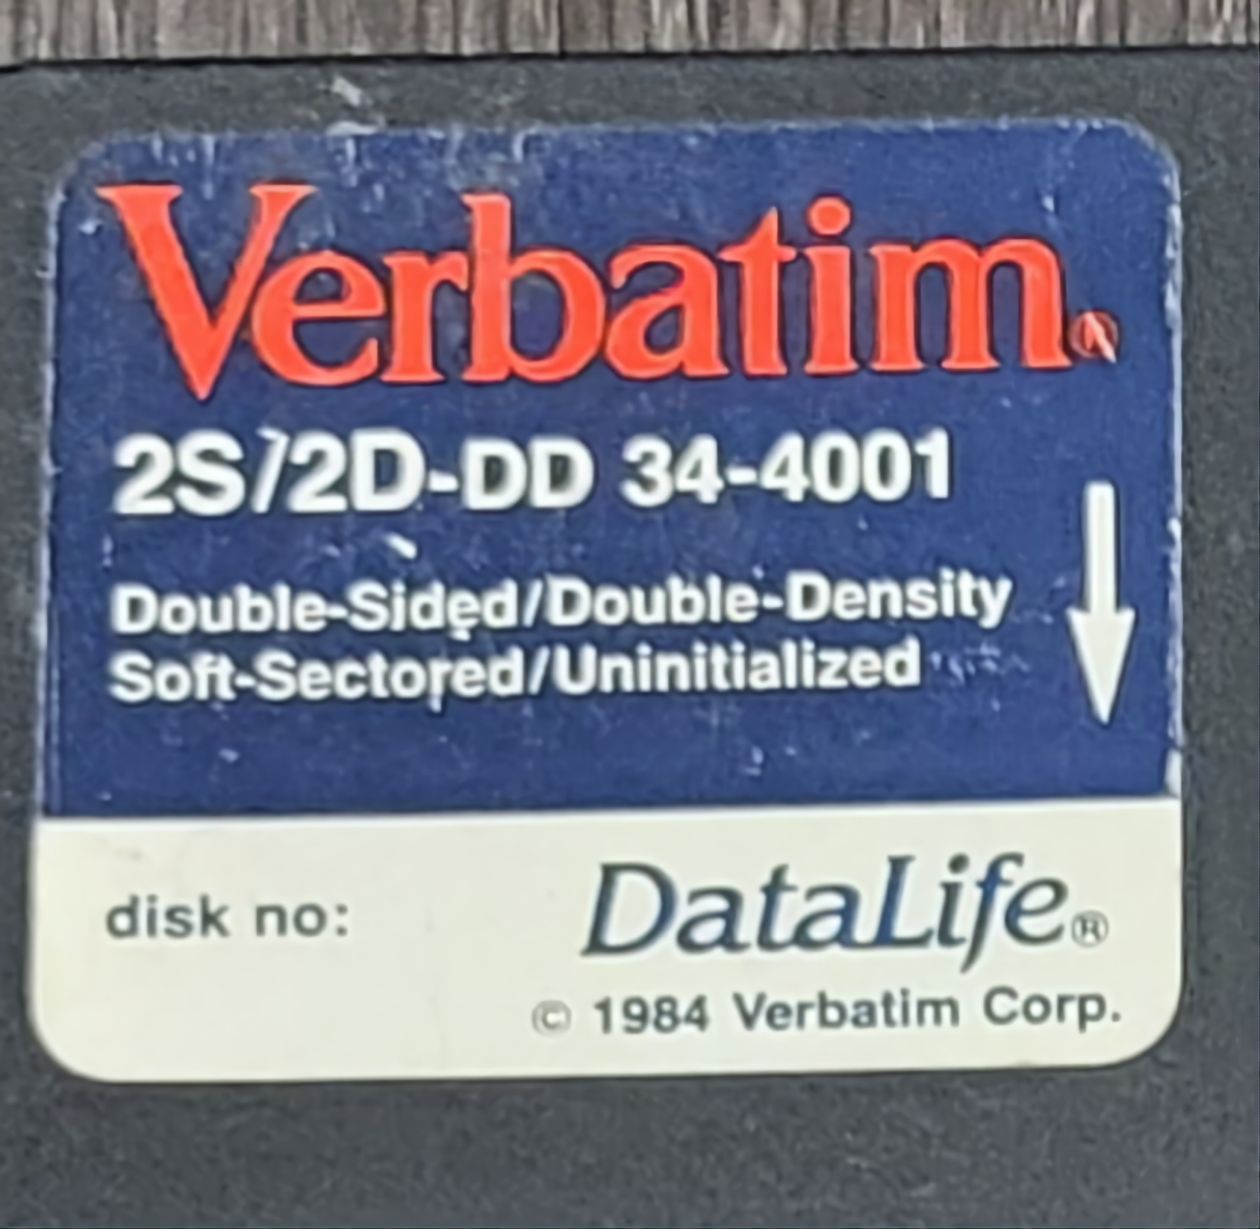 Verbatim®
2S/2D-DD 34-4001
Double-Sided/Double-Density
Soft-Sectored/Uninitialized
disk no:
DataLife®
© 1984 Verbatim Corp.